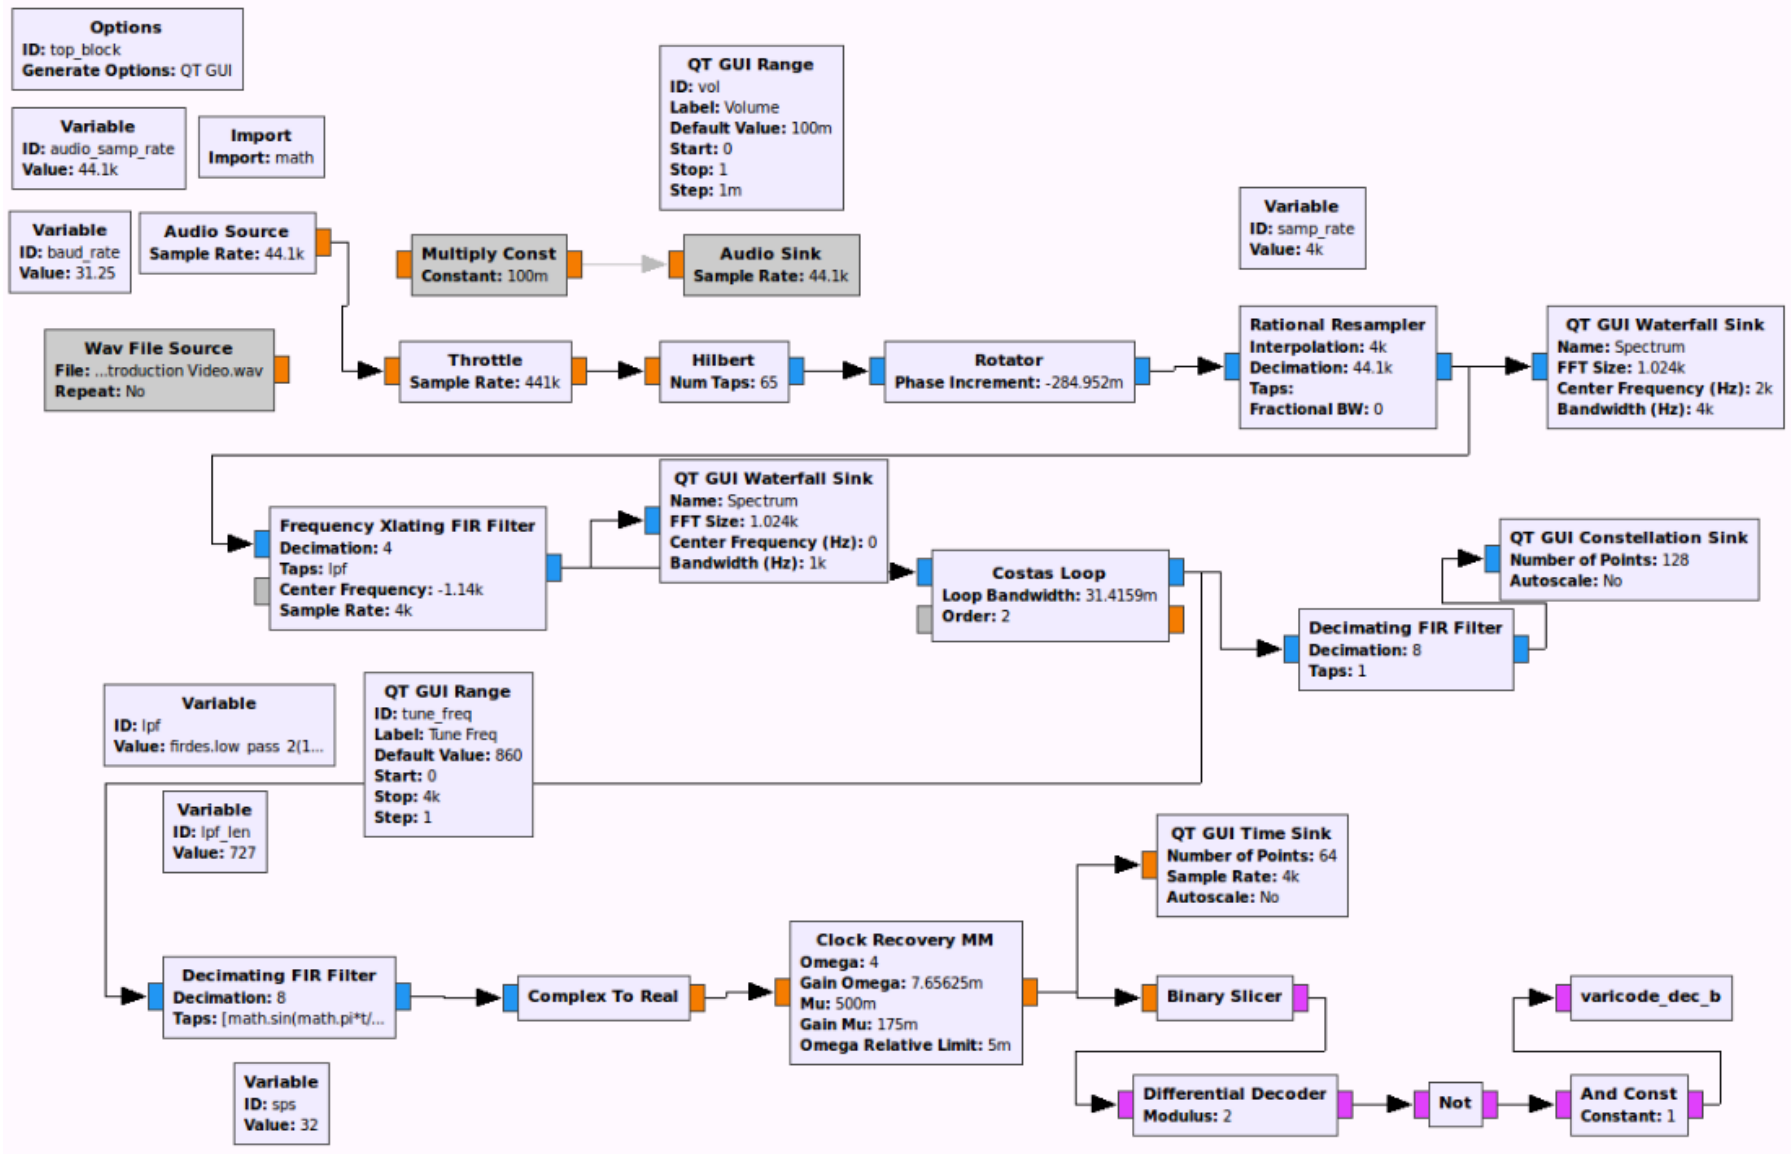 Options
ID: top_block
Generate Options: QT GUI
Variable
ID: audio_samp_rate
Value: 44.1k
Import
Import: math
QT GUI Range
ID: vol
Label: Volume
Default Value: 100m
Start: 0
Stop: 1
Step: 1m
Variable
ID: samp_rate
Value: 4k
Variable
ID: baud_rate
Value: 31.25
Audio Source
Sample Rate: 44.1k
Multiply Const
Constant: 100m
Audio Sink
Sample Rate: 44.1k
Wav File Source
File: ...troduction Video.wav
Repeat: No
Throttle
Sample Rate: 441k
Hilbert
Num Taps: 65
Rotator
Phase Increment: -284.952m
Rational Resampler
Interpolation: 4k
Decimation: 44.1k
Taps:
Fractional BW: 0
QT GUI Waterfall Sink
Name: Spectrum
FFT Size: 1.024k
Center Frequency (Hz): 2k
Bandwidth (Hz): 4k
Frequency Xlating FIR Filter
Decimation: 4
Taps: lpf
Center Frequency: -1.14k
Sample Rate: 4k
QT GUI Waterfall Sink
Name: Spectrum
FFT Size: 1.024k
Center Frequency (Hz): 0
Bandwidth (Hz): 1k
Costas Loop
Loop Bandwidth: 31.4159m
Order: 2
QT GUI Constellation Sink
Number of Points: 128
Autoscale: No
Decimating FIR Filter
Decimation: 8
Taps: 1
Variable
ID: lpf
Value: firdes.low_pass_2(1...
QT GUI Range
ID: tune_freq
Label: Tune Freq
Default Value: 860
Start: 0
Stop: 4k
Step: 1
Variable
ID: lpf_len
Value: 727
QT GUI Time Sink
Number of Points: 64
Sample Rate: 4k
Autoscale: No
Decimating FIR Filter
Decimation: 8
Taps: [math.sin(math.pi*t/...
Complex To Real
Clock Recovery MM
Omega: 4
Gain Omega: 7.65625m
Mu: 500m
Gain Mu: 175m
Omega Relative Limit: 5m
Binary Slicer
varicode_dec_b
Variable
ID: sps
Value: 32
Differential Decoder
Modulus: 2
Not
And Const
Constant: 1